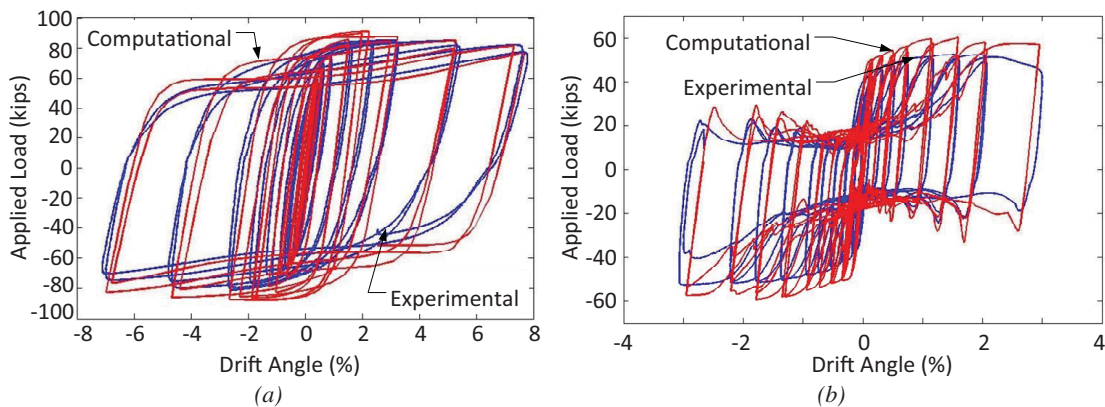 100
80
60
40
20
0
-20
-40
-60
-80
-100
Applied Load (kips)
Computational
Experimental
-8 -6 -4 -2 0 2 4 6 8
Drift Angle (%)
(a)
60
40
20
0
-20
-40
-60
Applied Load (kips)
Computational
Experimental
-4 -2 0 2 4
Drift Angle (%)
(b)